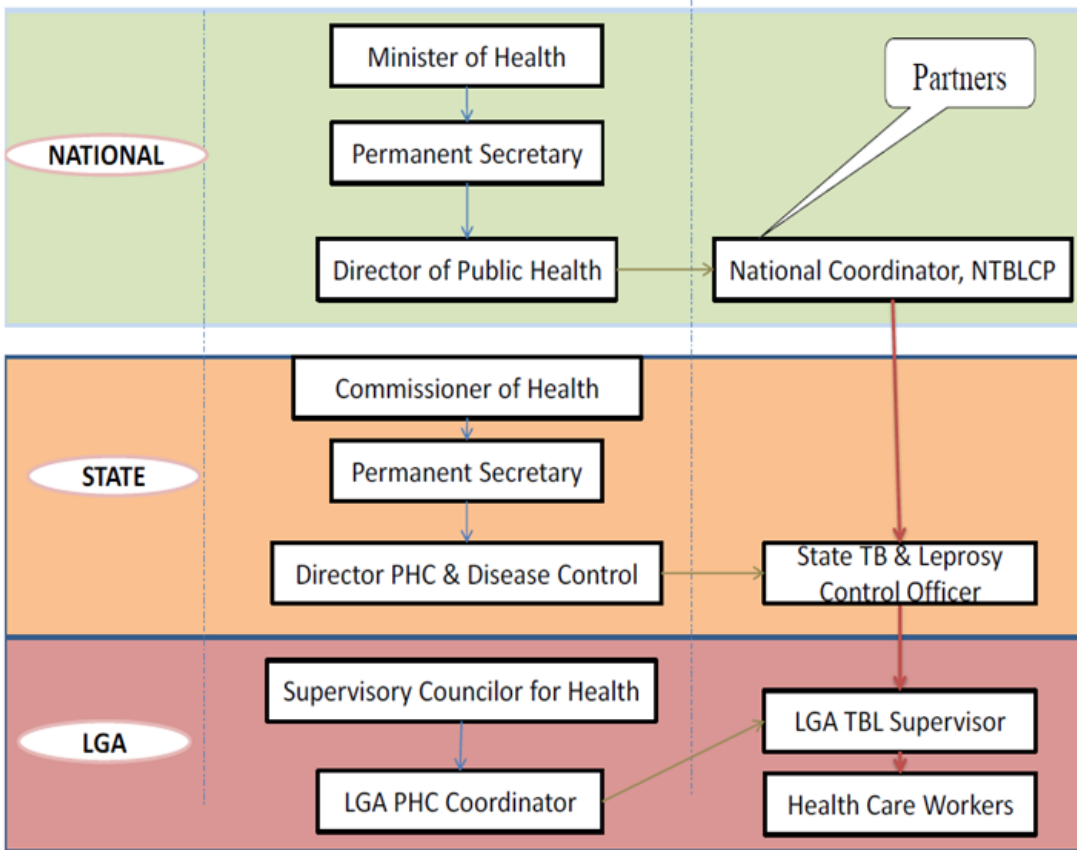 Minister of Health
Partners
NATIONAL
Permanent Secretary
Director of Public Health
National Coordinator, NTBLCP
Commissioner of Health
STATE
Permanent Secretary
Director PHC & Disease Control
State TB & Leprosy
Control Officer
Supervisory Councilor for Health
LGA TBL Supervisor
LGA
LGA PHC Coordinator
Health Care Workers